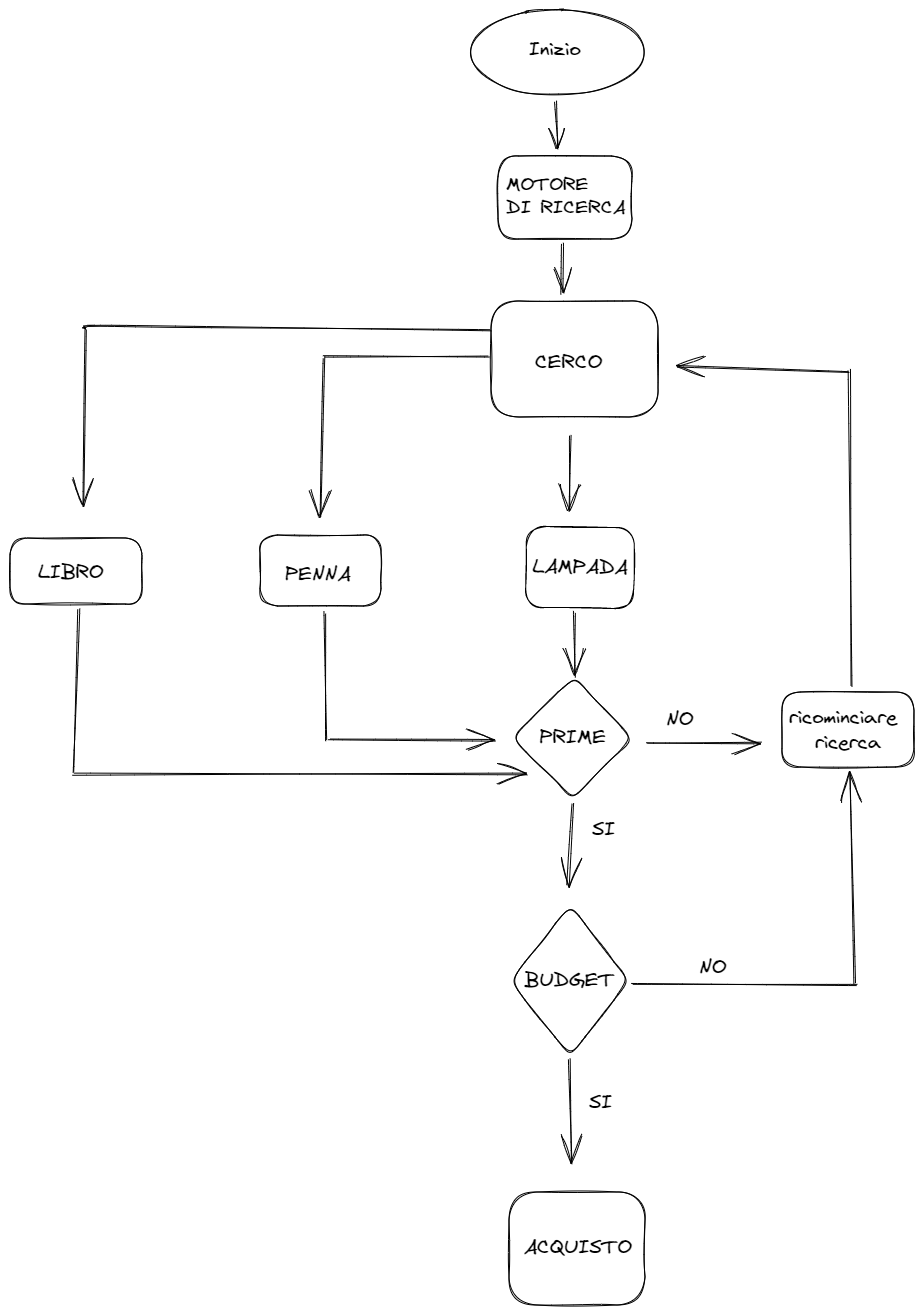 Inizio
MOTORE
DI RICERCA
CERCO
LIBRO
PENNA
LAMPADA
PRIME
NO
ricominciare
ricerca
SI
BUDGET
NO
SI
ACQUISTO